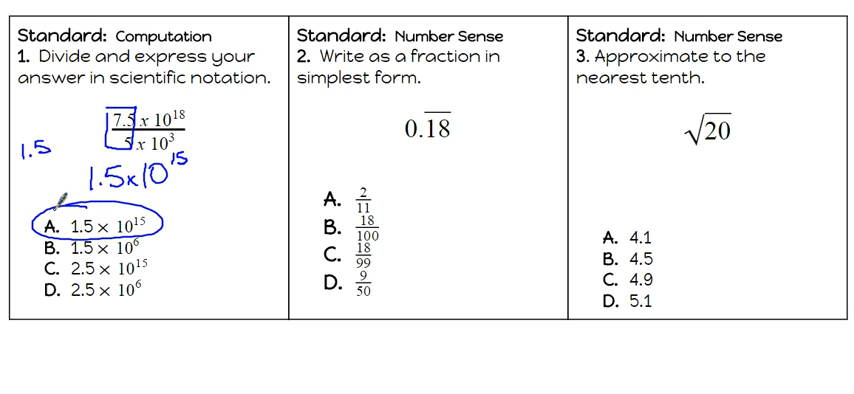 Standard: Computation
1. Divide and express your
answer in scientific notation.
7.5 x 10^18
5 x 10^3
1.5
1.5x10^15
A. 1.5 × 10^15
B. 1.5 × 10^6
C. 2.5 × 10^15
D. 2.5 × 10^6
Standard: Number Sense
2. Write as a fraction in
simplest form.
0.1̅8̅
A. 2/11
B. 18/100
C. 18/99
D. 9/50
Standard: Number Sense
3. Approximate to the
nearest tenth.
√20
A. 4.1
B. 4.5
C. 4.9
D. 5.1